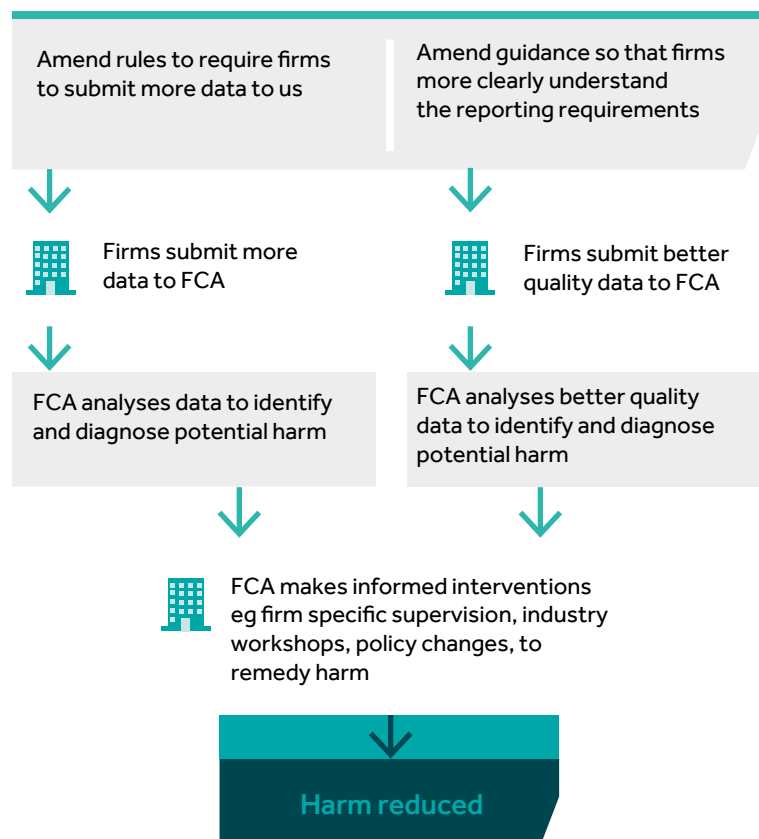 Amend rules to require firms
to submit more data to us
Amend guidance so that firms
more clearly understand
the reporting requirements
Firms submit more
data to FCA
Firms submit better
quality data to FCA
FCA analyses data to identify
and diagnose potential harm
FCA analyses better quality
data to identify and diagnose
potential harm
FCA makes informed interventions
eg firm specific supervision, industry
workshops, policy changes, to
remedy harm
Harm reduced